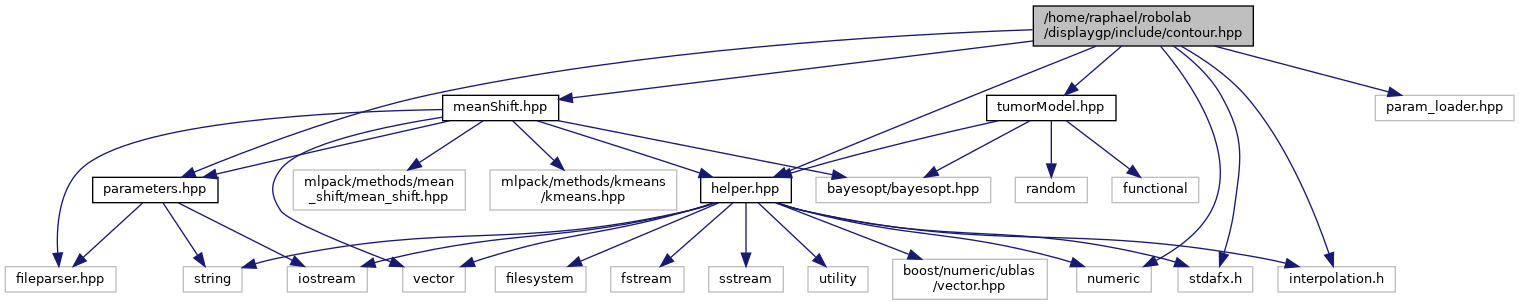 /home/raphael/robolab
/displaygp/include/contour.hpp
meanShift.hpp
tumorModel.hpp
param_loader.hpp
parameters.hpp
mlpack/methods/mean
_shift/mean_shift.hpp
mlpack/methods/kmeans
/kmeans.hpp
helper.hpp
bayesopt/bayesopt.hpp
random
functional
fileparser.hpp
string
iostream
vector
filesystem
fstream
sstream
utility
boost/numeric/ublas
/vector.hpp
numeric
stdafx.h
interpolation.h